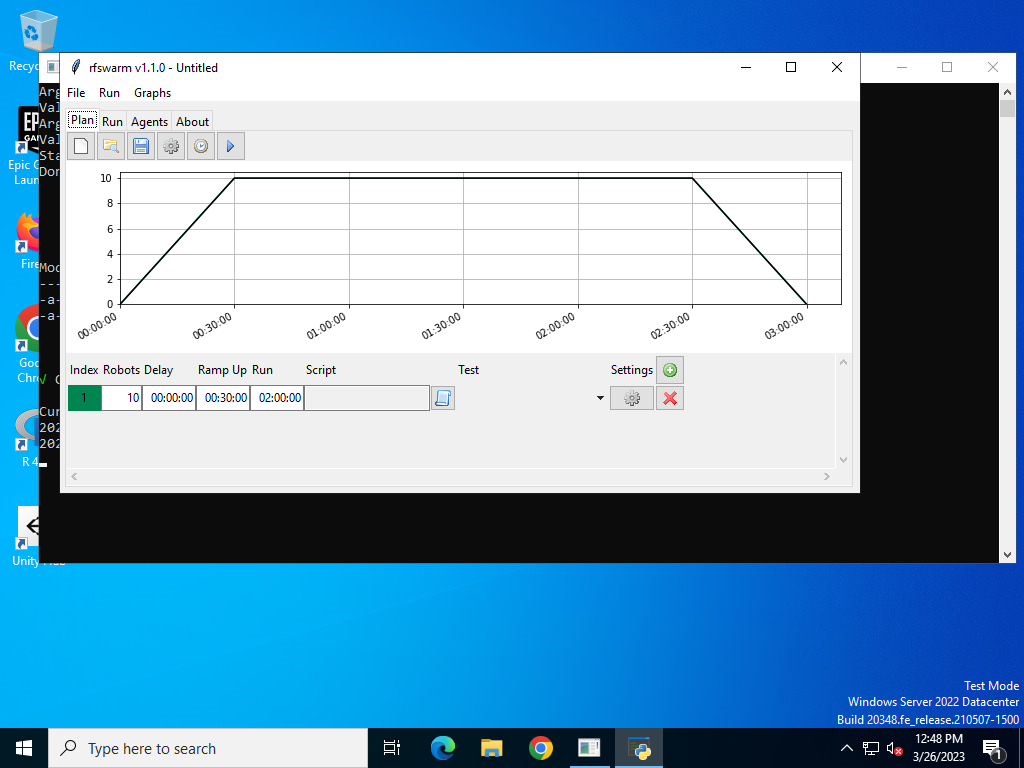 Recyc
rfswarm v1.1.0 - Untitled
File Run Graphs
Plan Run Agents About
Arg
Val
Arg
Val
Sta
Don
EPIC
GA
Epic G
Laun
Fire
Mod
---
-a-
-a-
Goo
Chro
√ C
Cur
202
202
R 4
Unity Hub
10
8
6
4
2
0
00:00:00 00:30:00 01:00:00 01:30:00 02:00:00 02:30:00 03:00:00
Index Robots Delay Ramp Up Run Script Test Settings
1 10 00:00:00 00:30:00 02:00:00
Test Mode
Windows Server 2022 Datacenter
Build 20348.fe_release.210507-1500
Type here to search
12:48 PM
3/26/2023
1